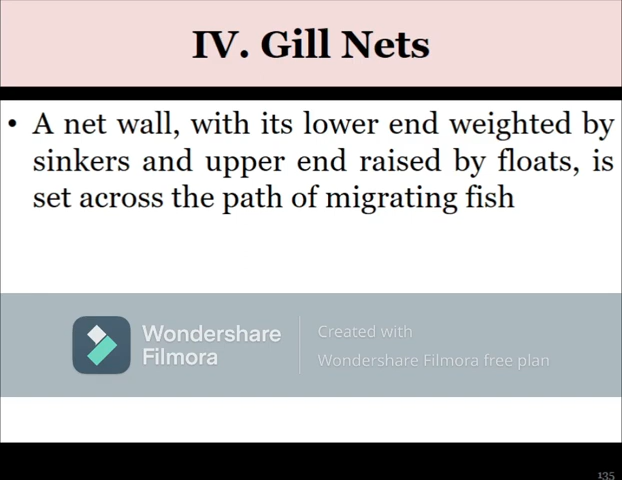 IV. Gill Nets
• A net wall, with its lower end weighted by
sinkers and upper end raised by floats, is
set across the path of migrating fish
Wondershare
Filmora
Created with
Wondershare Filmora free plan
135